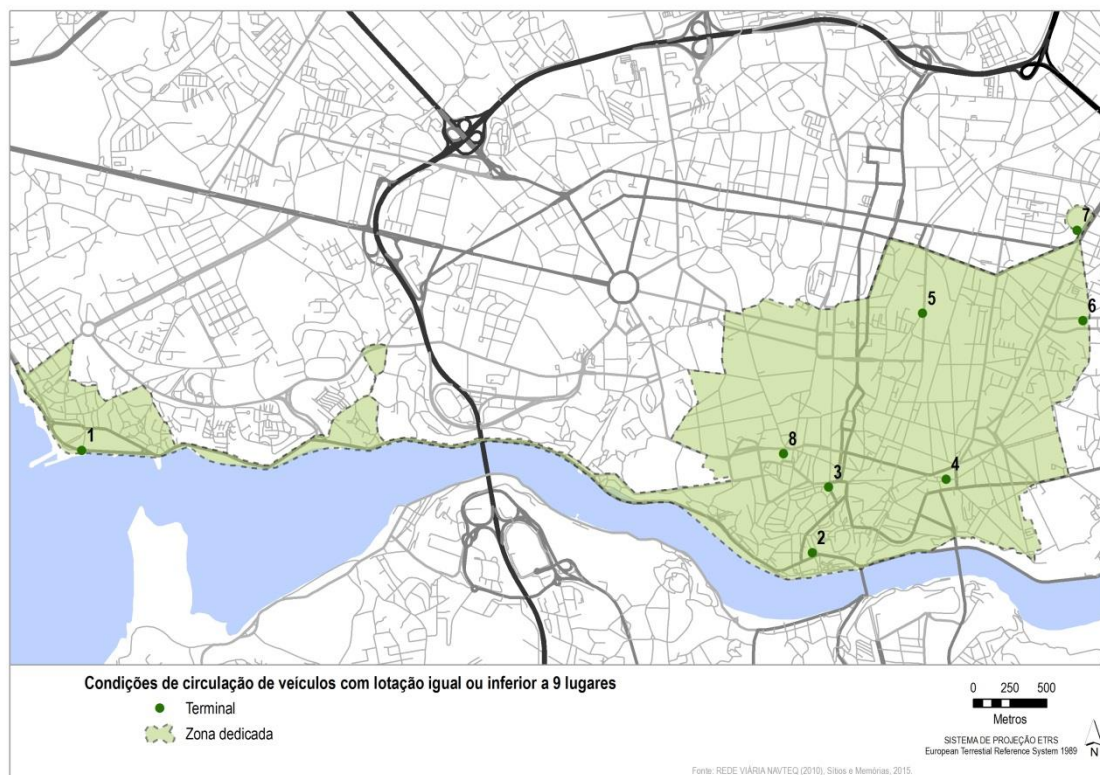 7
6
5
1
8
4
3
2
Condições de circulação de veículos com lotação igual ou inferior a 9 lugares
Terminal
Zona dedicada
0 250 500
Metros
SISTEMA DE PROJEÇÃO ETRS
European Terrestial Reference System 1989
N
Fonte: REDE VIÁRIA NAVTEQ (2010), Sítios e Memórias, 2015.